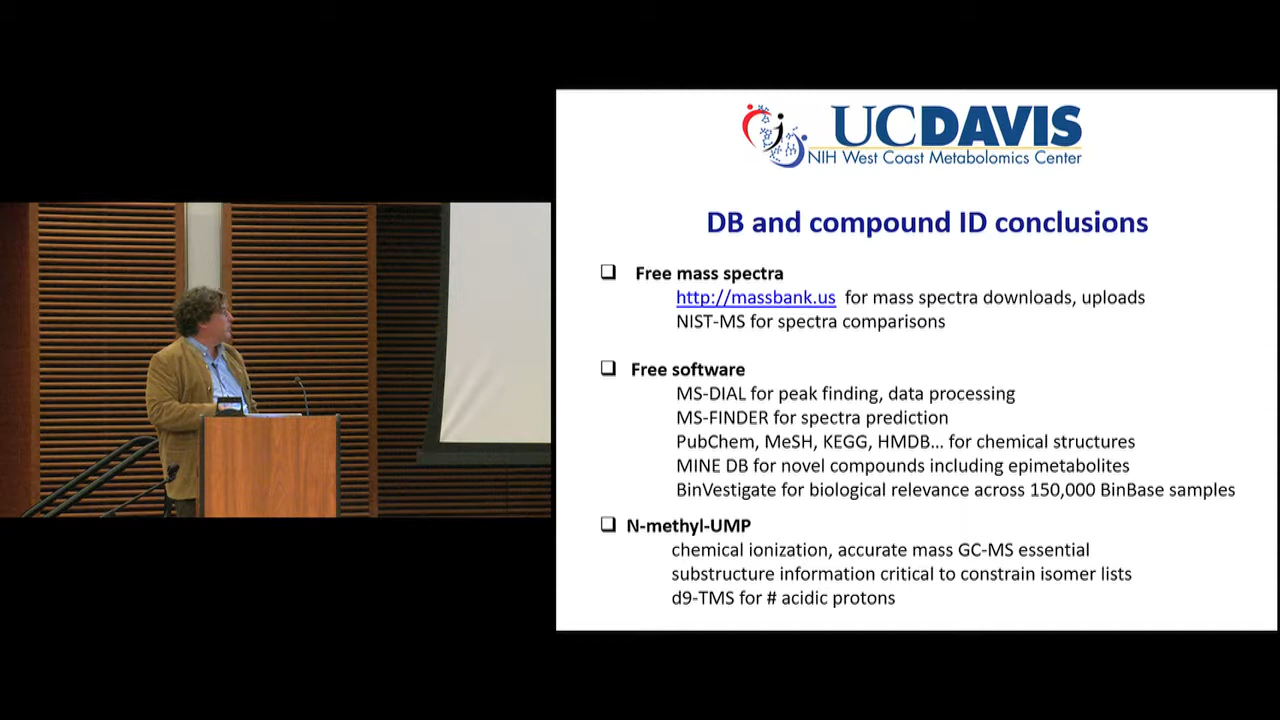 UCDAVIS
NIH West Coast Metabolomics Center
DB and compound ID conclusions
❑ Free mass spectra
http://massbank.us for mass spectra downloads, uploads
NIST-MS for spectra comparisons
❑ Free software
MS-DIAL for peak finding, data processing
MS-FINDER for spectra prediction
PubChem, MeSH, KEGG, HMDB... for chemical structures
MINE DB for novel compounds including epimetabolites
BinVestigate for biological relevance across 150,000 BinBase samples
❑ N-methyl-UMP
chemical ionization, accurate mass GC-MS essential
substructure information critical to constrain isomer lists
d9-TMS for # acidic protons